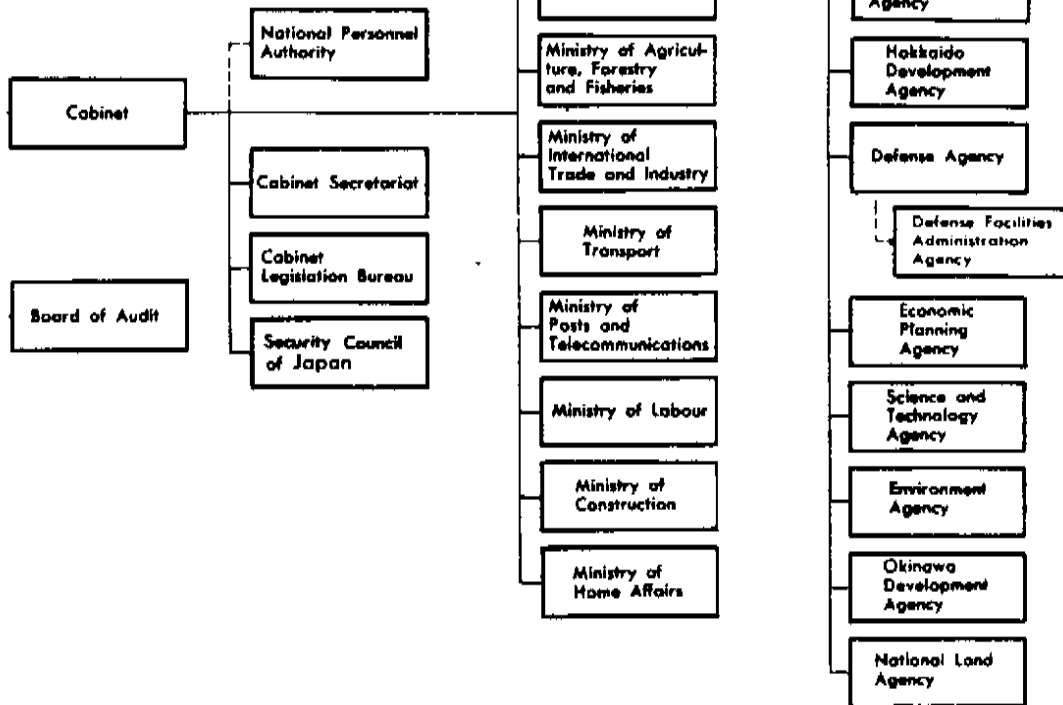 Cabinet
Board of Audit
National Personnel
Authority
Cabinet Secretariat
Cabinet
Legislation Bureau
Security Council
of Japan
Ministry of Agricul-
ture, Forestry
and Fisheries
Ministry of
International
Trade and Industry
Ministry of
Transport
Ministry of
Posts and
Telecommunications
Ministry of Labour
Ministry of
Construction
Ministry of
Home Affairs
Agency
Hokkaido
Development
Agency
Defense Agency
Defense Facilities
Administration
Agency
Economic
Planning
Agency
Science and
Technology
Agency
Environment
Agency
Okinawa
Development
Agency
National Land
Agency